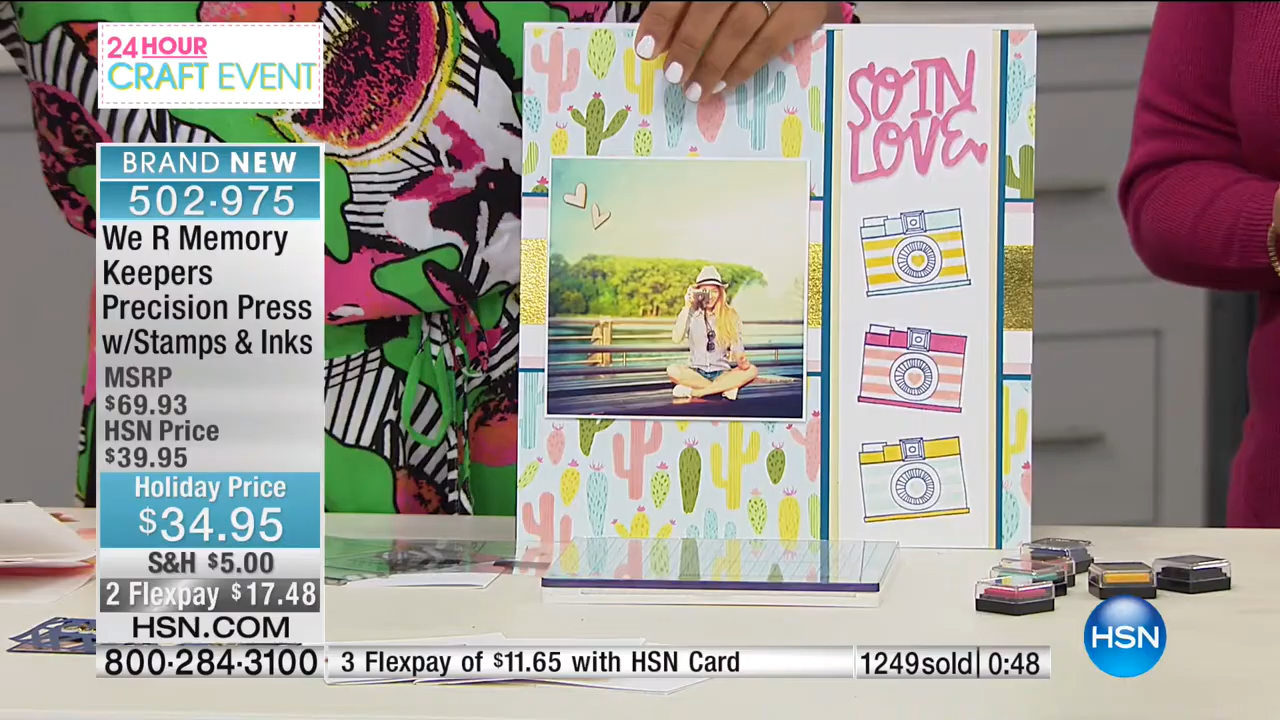 24 HOUR
CRAFT EVENT
BRAND NEW
502-975
We R Memory
Keepers
Precision Press
w/Stamps & Inks
MSRP
$69.93
HSN Price
$39.95
Holiday Price
$34.95
S&H $5.00
2 Flexpay $17.48
HSN.COM
800-284-3100
3 Flexpay of $11.65 with HSN Card
1249sold 0:48
SO IN
LOVE
HSN